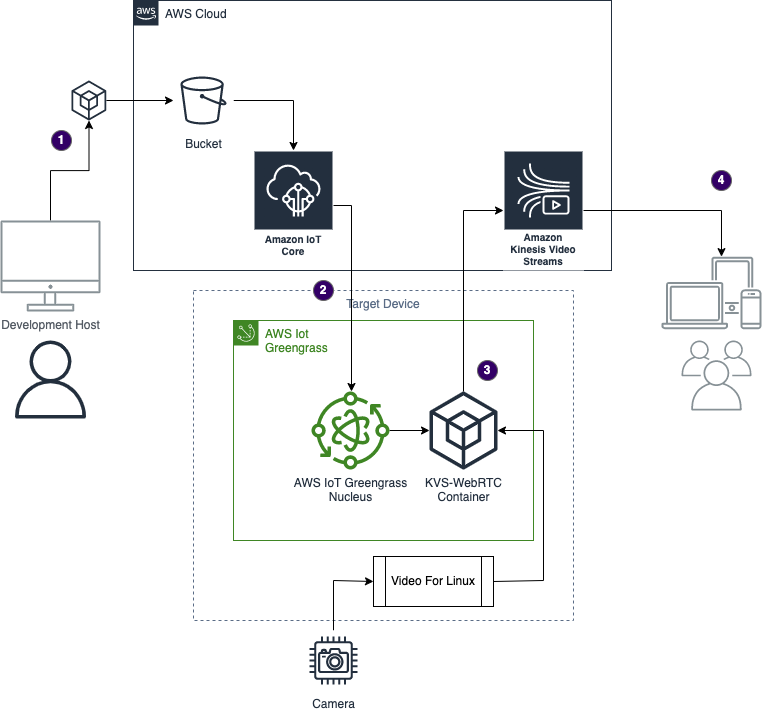 aws
AWS Cloud
1
Bucket
4
Amazon IoT
Core
Amazon
Kinesis Video
Streams
Development Host
2
Target Device
AWS Iot
Greengrass
3
AWS IoT Greengrass
Nucleus
KVS-WebRTC
Container
Video For Linux
Camera